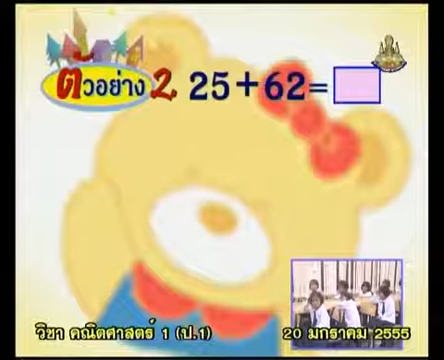 ตัวอย่าง 2. 25+62=
วิชา คณิตศาสตร์ 1 (ป.1)
20 มกราคม 2555